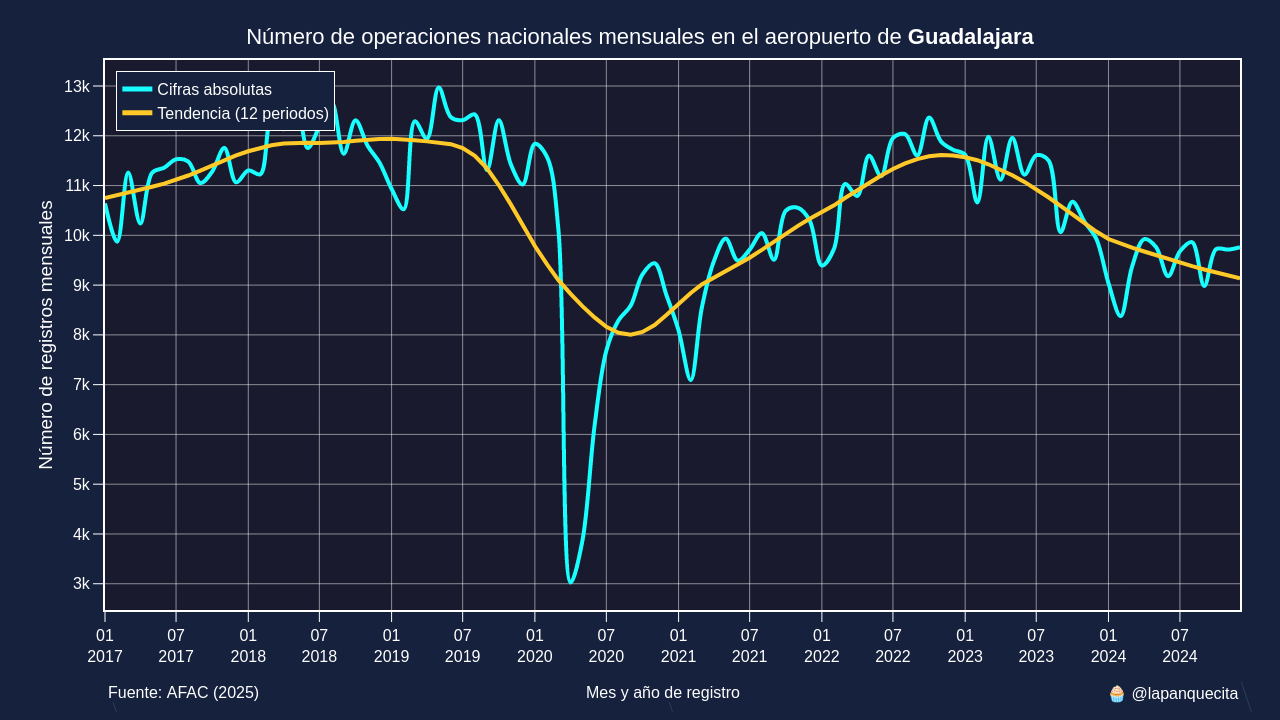 Número de operaciones nacionales mensuales en el aeropuerto de Guadalajara
Cifras absolutas
Tendencia (12 periodos)
Número de registros mensuales
13k
12k
11k
10k
9k
8k
7k
6k
5k
4k
3k
01 07 01 07 01 07 01 07 01 07 01 07 01 07 01 07
2017 2017 2018 2018 2019 2019 2020 2020 2021 2021 2022 2022 2023 2023 2024 2024
Fuente: AFAC (2025) Mes y año de registro 🧁 @lapanquecita